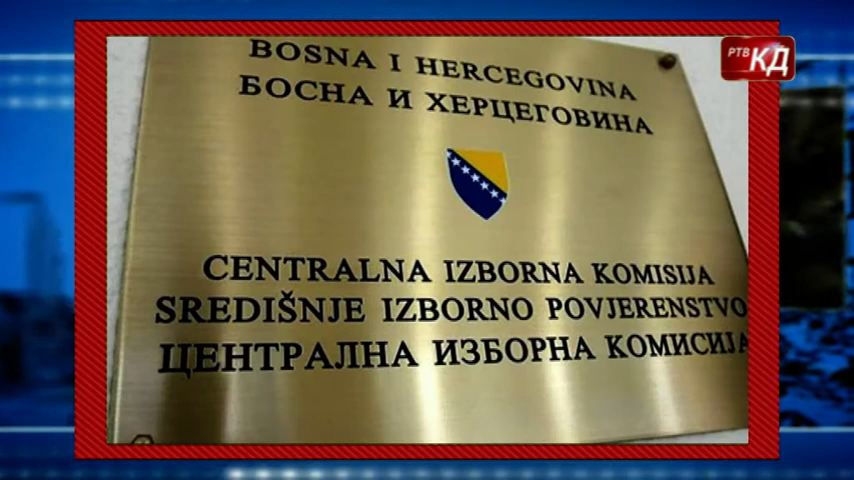 BOSNA I HERCEGOVINA
БОСНА И ХЕРЦЕГОВИНА
CENTRALNA IZBORNA KOMISIJA
SREDIŠNJE IZBORNO POVJERENSTVO
ЦЕНТРАЛНА ИЗБОРНА КОМИСИЈА
РТВ КД